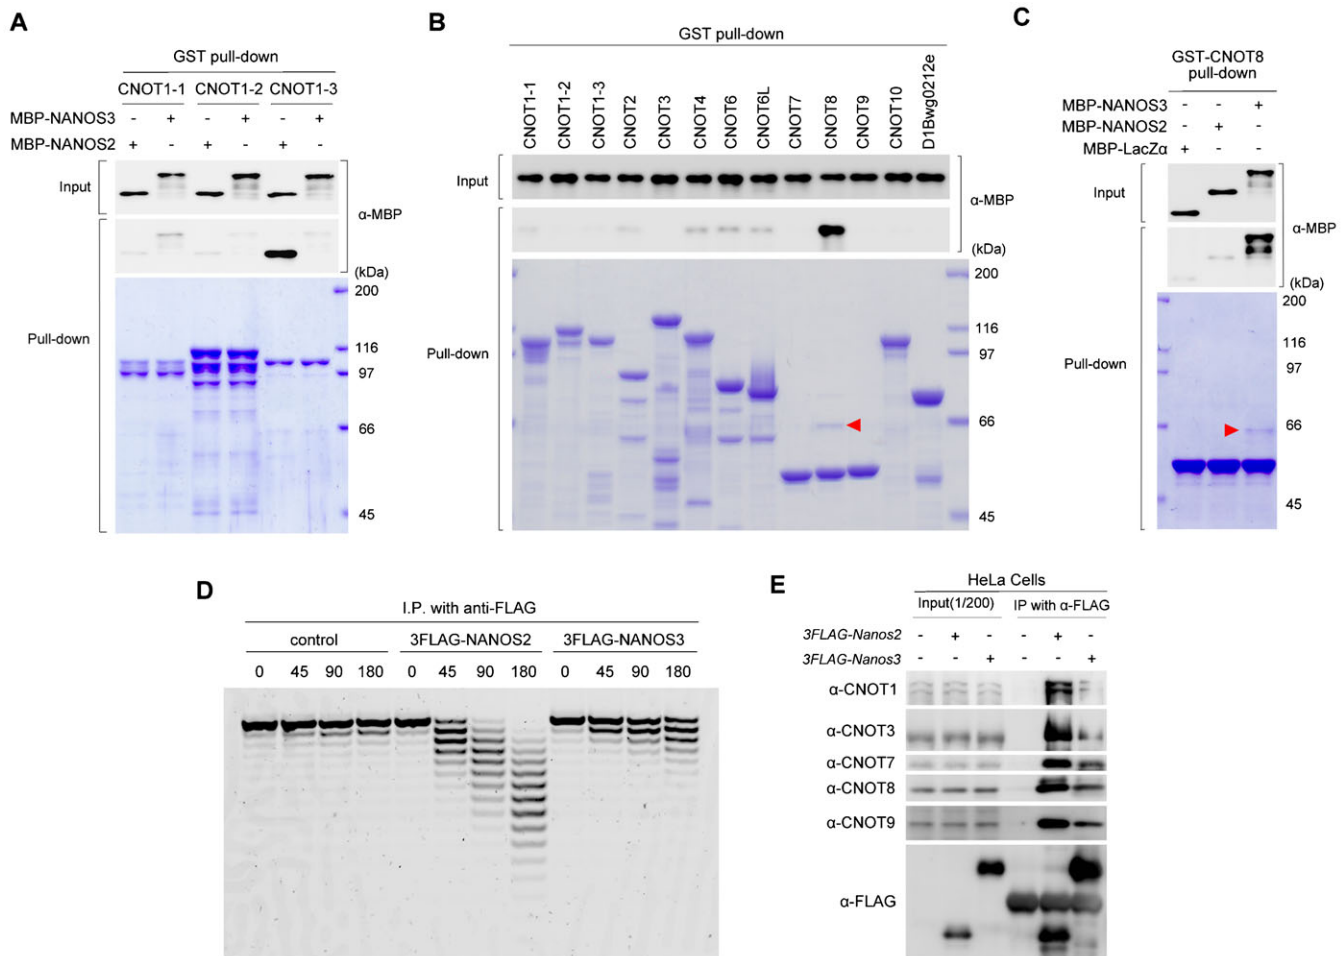 A
GST pull-down
CNOT1-1 CNOT1-2 CNOT1-3
MBP-NANOS3 - + - + - +
MBP-NANOS2 + - + - + -
Input
α-MBP
(kDa)
Pull-down
200
116
97
66
45
B
GST pull-down
CNOT1-1 CNOT1-2 CNOT1-3 CNOT2 CNOT3 CNOT4 CNOT6 CNOT6L CNOT7 CNOT8 CNOT9 CNOT10 D1Bwg0212e
Input
α-MBP
(kDa)
Pull-down
200
116
97
66
45
C
GST-CNOT8
pull-down
MBP-NANOS3 - - +
MBP-NANOS2 - + -
MBP-LacZα + - -
Input
α-MBP
(kDa)
Pull-down
200
116
97
66
45
D
I.P. with anti-FLAG
control 3FLAG-NANOS2 3FLAG-NANOS3
0 45 90 180 0 45 90 180 0 45 90 180
E
HeLa Cells
Input(1/200) IP with α-FLAG
3FLAG-Nanos2 - + - - + -
3FLAG-Nanos3 - - + - - +
α-CNOT1
α-CNOT3
α-CNOT7
α-CNOT8
α-CNOT9
α-FLAG